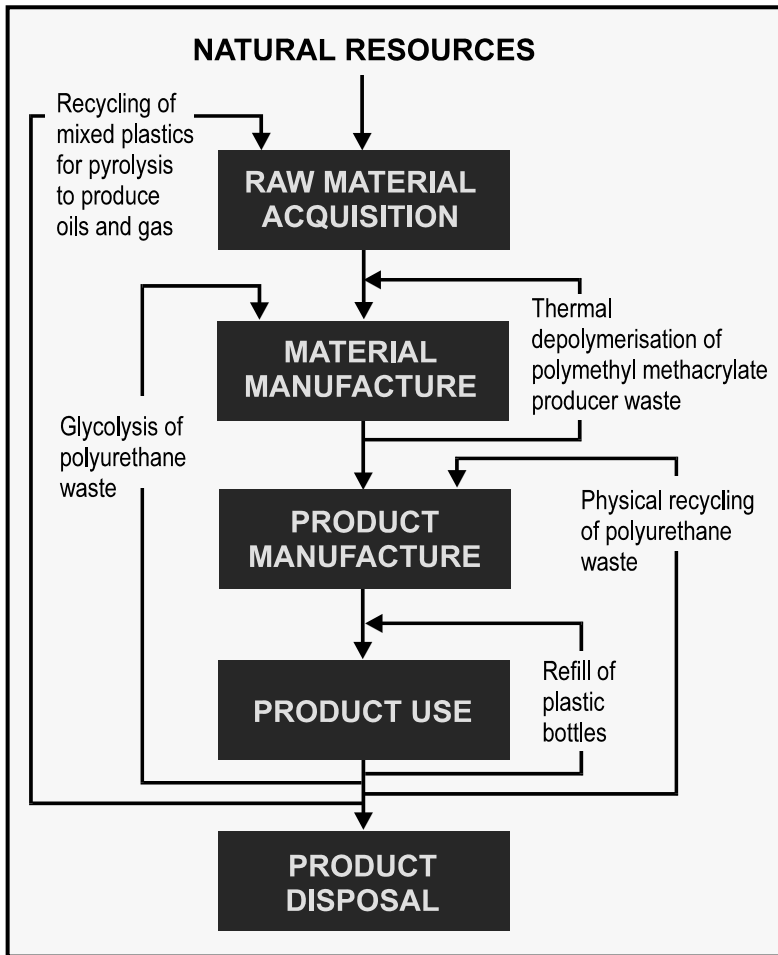 NATURAL RESOURCES
Recycling of
mixed plastics
for pyrolysis
to produce
oils and gas
RAW MATERIAL
ACQUISITION
Thermal
depolymerisation of
polymethyl methacrylate
producer waste
MATERIAL
MANUFACTURE
Glycolysis of
polyurethane
waste
PRODUCT
MANUFACTURE
Physical recycling
of polyurethane
waste
PRODUCT USE
Refill of
plastic
bottles
PRODUCT
DISPOSAL